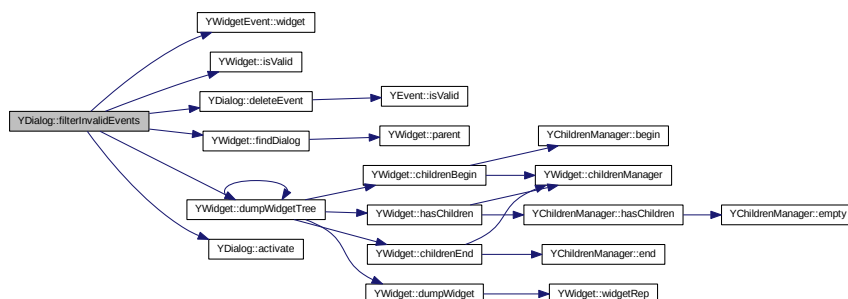 YWidgetEvent::widget
YWidget::isValid
YDialog::deleteEvent
YEvent::isValid
YDialog::filterInvalidEvents
YWidget::findDialog
YWidget::parent
YChildrenManager::begin
YWidget::childrenBegin
YWidget::childrenManager
YWidget::dumpWidgetTree
YWidget::hasChildren
YChildrenManager::hasChildren
YChildrenManager::empty
YDialog::activate
YWidget::childrenEnd
YChildrenManager::end
YWidget::dumpWidget
YWidget::widgetRep